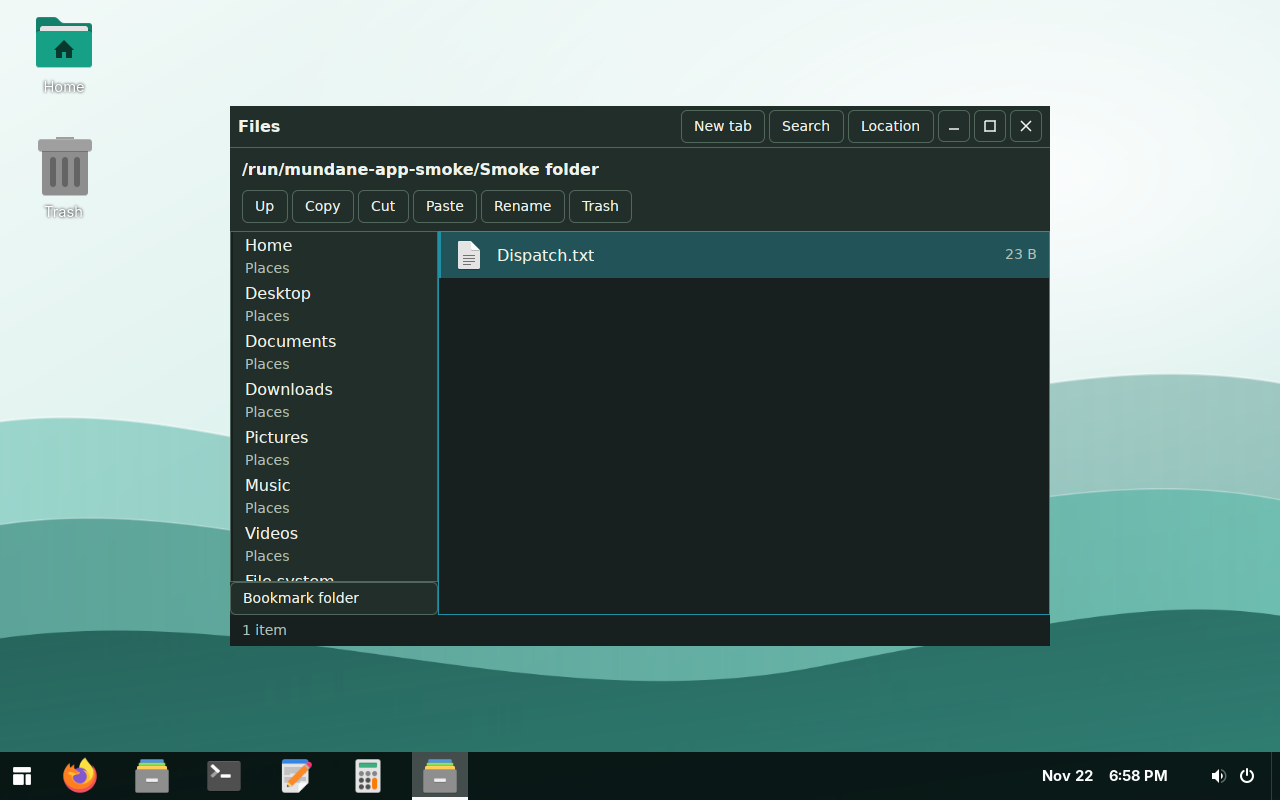 Home
Trash
Files
New tab
Search
Location
/run/mundane-app-smoke/Smoke folder
Up
Copy
Cut
Paste
Rename
Trash
Home
Places
Desktop
Places
Documents
Places
Downloads
Places
Pictures
Places
Music
Places
Videos
Places
File system
Bookmark folder
Dispatch.txt
23 B
1 item
Nov 22
6:58 PM